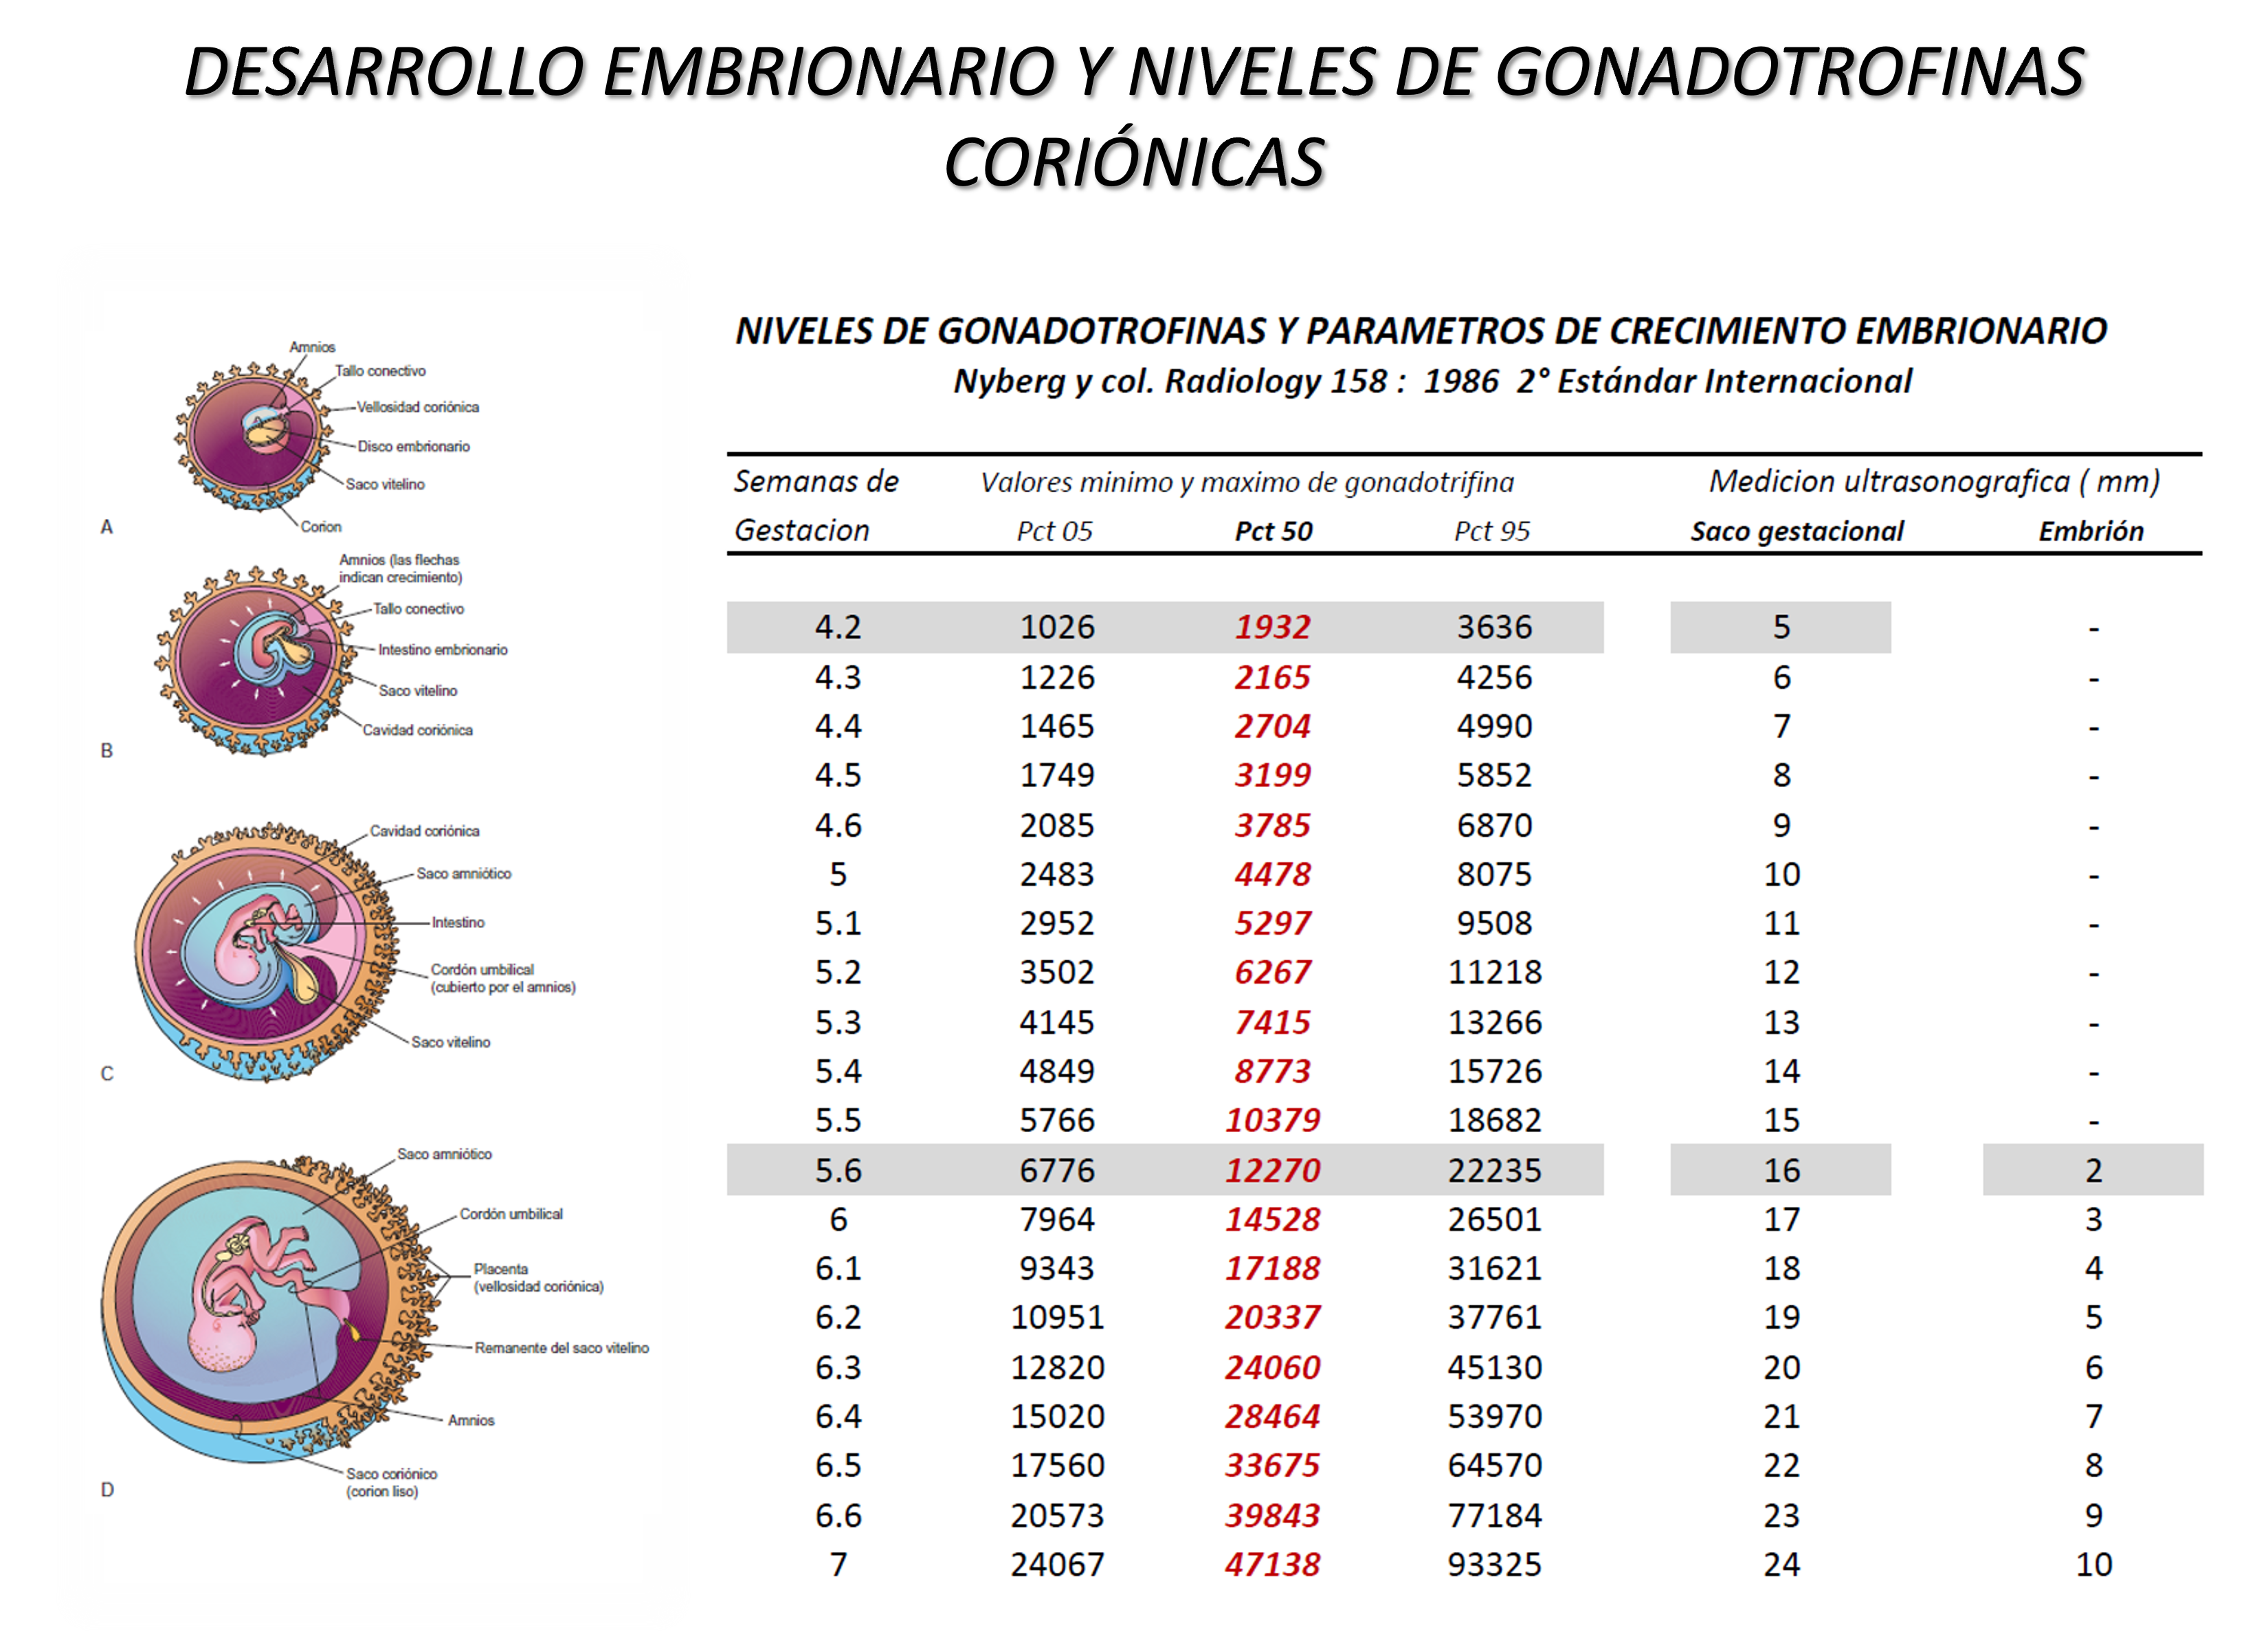 DESARROLLO EMBRIONARIO Y NIVELES DE GONADOTROFINAS
CORIÓNICAS
Amnios
Tallo conectivo
Vellosidad coriónica
Disco embrionario
Saco vitelino
Corion
A
Amnios (las flechas
indican crecimiento)
Tallo conectivo
Intestino embrionario
Saco vitelino
Cavidad coriónica
B
Cavidad coriónica
Saco amniótico
Intestino
Cordón umbilical
(cubierto por el amnios)
Saco vitelino
C
Saco amniótico
Cordón umbilical
Placenta
(vellosidad coriónica)
Remanente del saco vitelino
Amnios
Saco coriónico
(corion liso)
D
NIVELES DE GONADOTROFINAS Y PARAMETROS DE CRECIMIENTO EMBRIONARIO
Nyberg y col. Radiology 158 : 1986 2° Estándar Internacional
Semanas de Valores minimo y maximo de gonadotrifina Medicion ultrasonografica ( mm)
Gestacion Pct 05 Pct 50 Pct 95 Saco gestacional Embrión
4.2 1026 1932 3636 5 -
4.3 1226 2165 4256 6 -
4.4 1465 2704 4990 7 -
4.5 1749 3199 5852 8 -
4.6 2085 3785 6870 9 -
5 2483 4478 8075 10 -
5.1 2952 5297 9508 11 -
5.2 3502 6267 11218 12 -
5.3 4145 7415 13266 13 -
5.4 4849 8773 15726 14 -
5.5 5766 10379 18682 15 -
5.6 6776 12270 22235 16 2
6 7964 14528 26501 17 3
6.1 9343 17188 31621 18 4
6.2 10951 20337 37761 19 5
6.3 12820 24060 45130 20 6
6.4 15020 28464 53970 21 7
6.5 17560 33675 64570 22 8
6.6 20573 39843 77184 23 9
7 24067 47138 93325 24 10